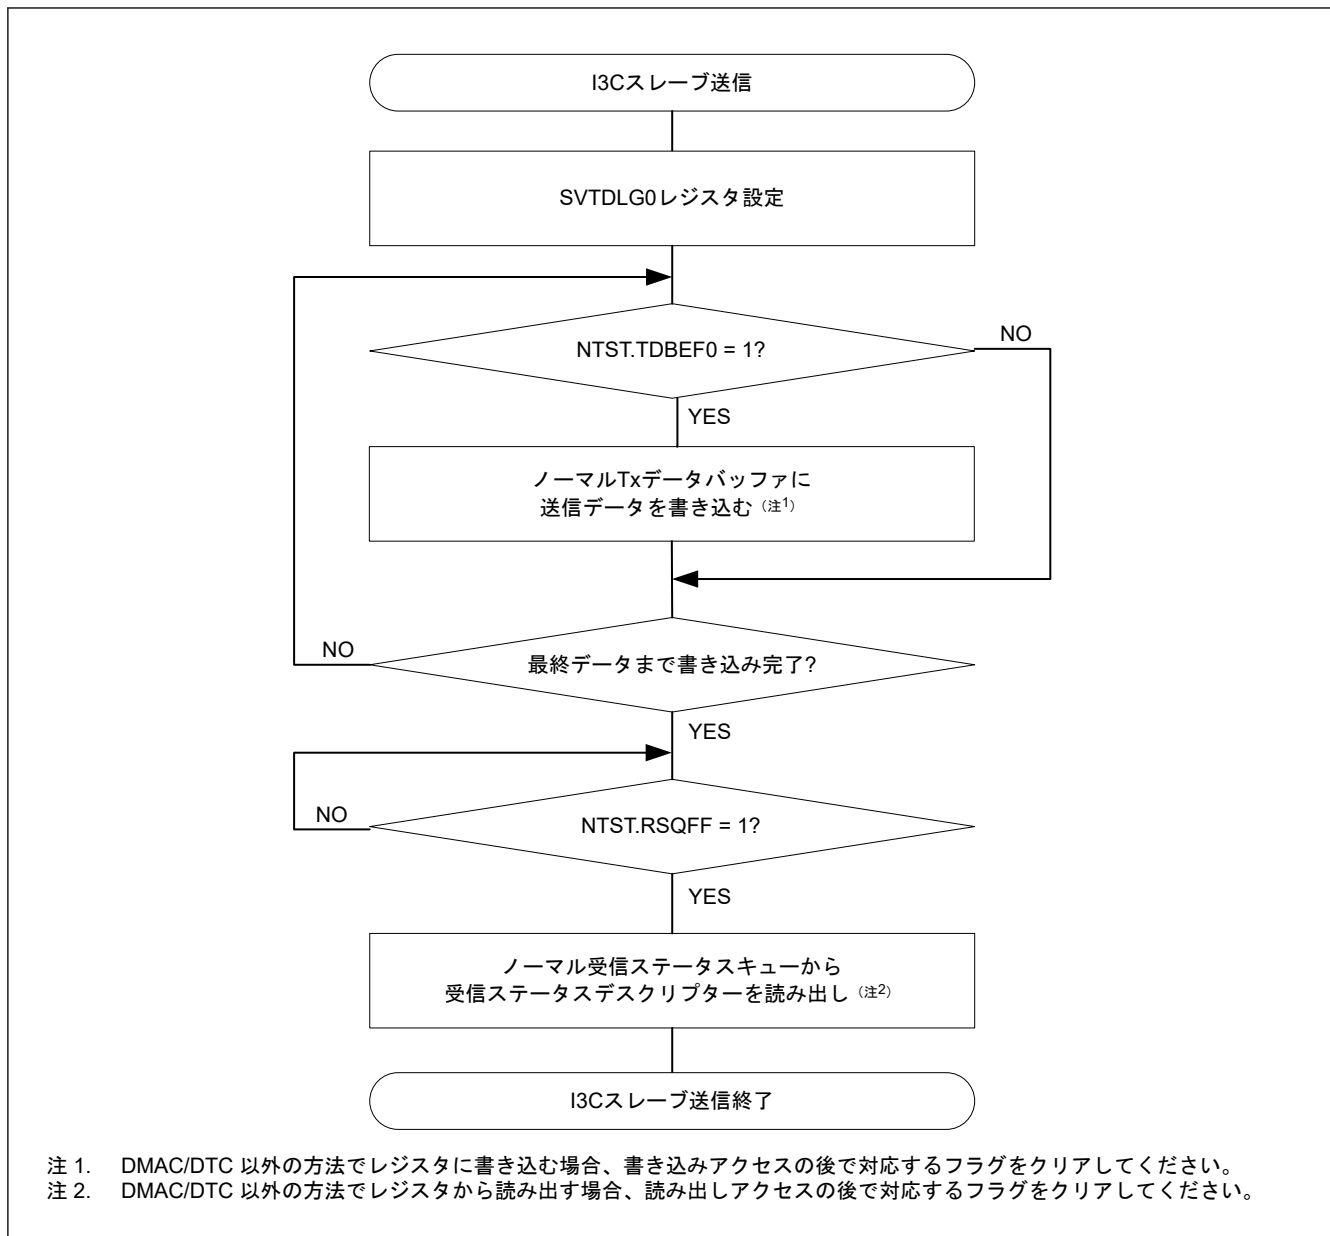 I3Cスレーブ送信
SVTDLG0レジスタ設定
NTST.TDBEF0 = 1?
NO
YES
ノーマルTxデータバッファに
送信データを書き込む（注1）
NO
最終データまで書き込み完了?
YES
NO
NTST.RSQFF = 1?
YES
ノーマル受信ステータスキューから
受信ステータスデスクリプターを読み出し（注2）
I3Cスレーブ送信終了
注 1. DMAC/DTC 以外の方法でレジスタに書き込む場合、書き込みアクセスの後で対応するフラグをクリアしてください。
注 2. DMAC/DTC 以外の方法でレジスタから読み出す場合、読み出しアクセスの後で対応するフラグをクリアしてください。